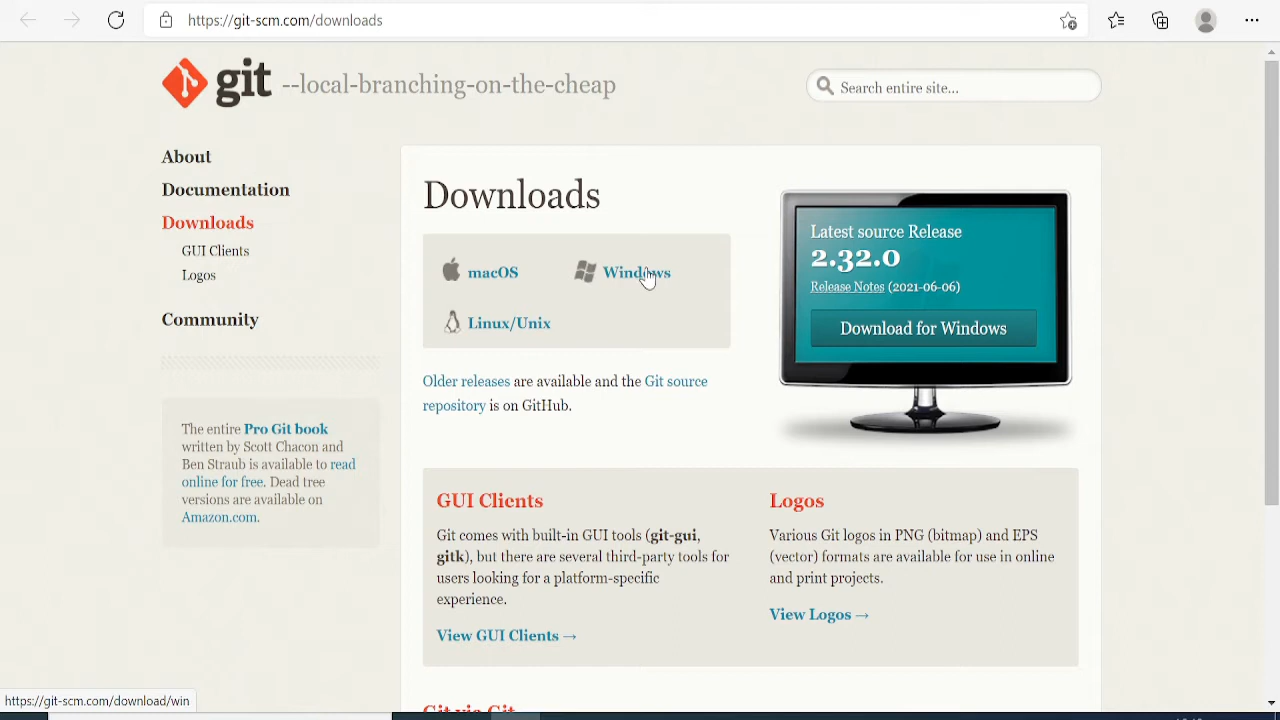 https://git-scm.com/downloads
git --local-branching-on-the-cheap
Search entire site...
About
Documentation
Downloads
GUI Clients
Logos
Community
The entire Pro Git book
written by Scott Chacon and
Ben Straub is available to read
online for free. Dead tree
versions are available on
Amazon.com.
Downloads
macOS
Windows
Linux/Unix
Older releases are available and the Git source
repository is on GitHub.
Latest source Release
2.32.0
Release Notes (2021-06-06)
Download for Windows
GUI Clients
Git comes with built-in GUI tools (git-gui,
gitk), but there are several third-party tools for
users looking for a platform-specific
experience.
View GUI Clients →
Logos
Various Git logos in PNG (bitmap) and EPS
(vector) formats are available for use in online
and print projects.
View Logos →
Git via Git
https://git-scm.com/download/win